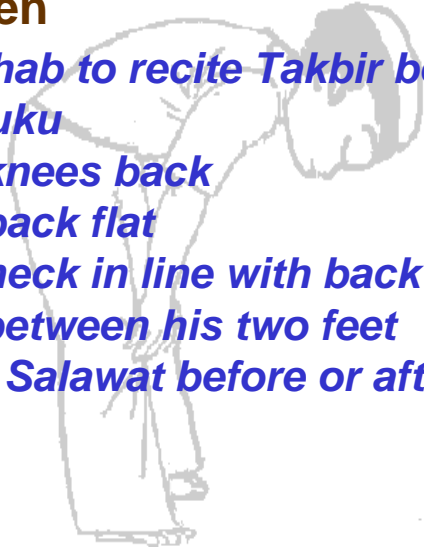 en
hab to recite Takbir be
uku
knees back
back flat
neck in line with back
between his two feet
Salawat before or aft